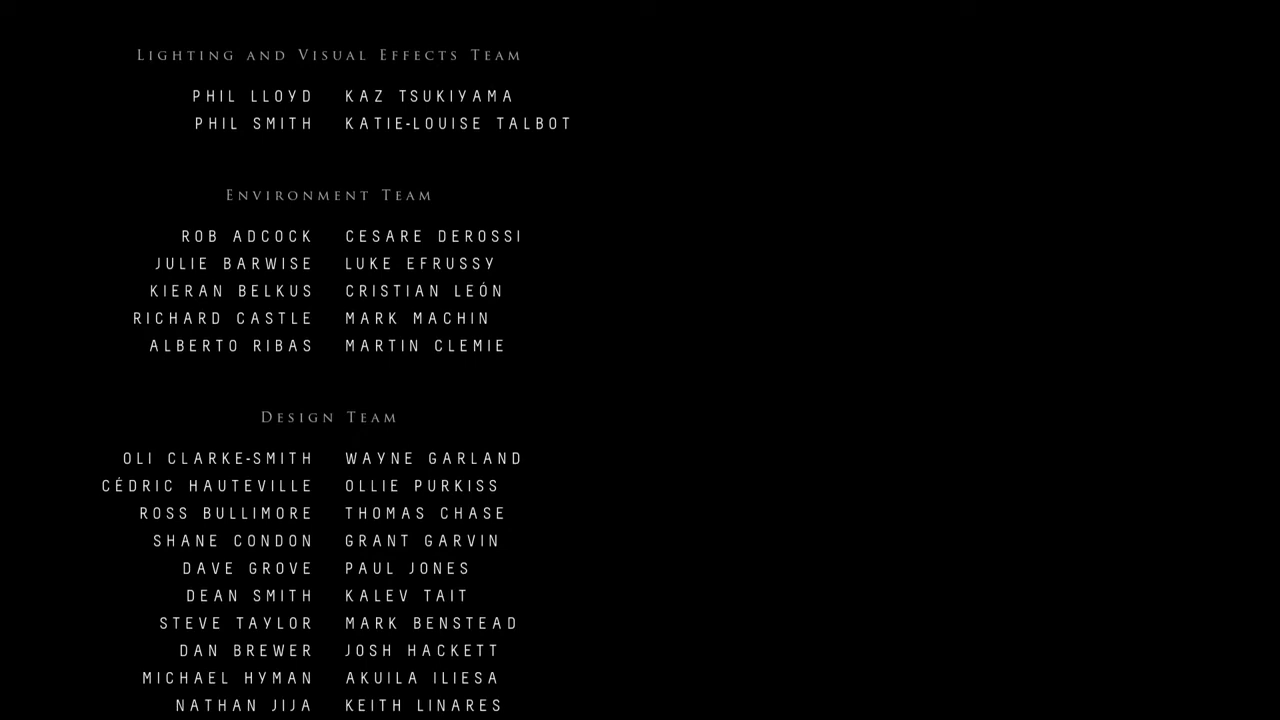 Lighting and Visual Effects Team
PHIL LLOYD KAZ TSUKIYAMA
PHIL SMITH KATIE-LOUISE TALBOT
Environment Team
ROB ADCOCK CESARE DEROSSI
JULIE BARWISE LUKE EFRUSSY
KIERAN BELKUS CRISTIAN LEÓN
RICHARD CASTLE MARK MACHIN
ALBERTO RIBAS MARTIN CLEMIE
Design Team
OLI CLARKE-SMITH WAYNE GARLAND
CÉDRIC HAUTEVILLE OLLIE PURKISS
ROSS BULLIMORE THOMAS CHASE
SHANE CONDON GRANT GARVIN
DAVE GROVE PAUL JONES
DEAN SMITH KALEV TAIT
STEVE TAYLOR MARK BENSTEAD
DAN BREWER JOSH HACKETT
MICHAEL HYMAN AKUILA ILIESA
NATHAN JIJA KEITH LINARES